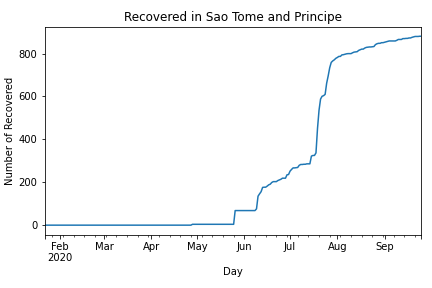 Recovered in Sao Tome and Principe
Number of Recovered
800
600
400
200
0
Feb Mar Apr May Jun Jul Aug Sep
2020
Day